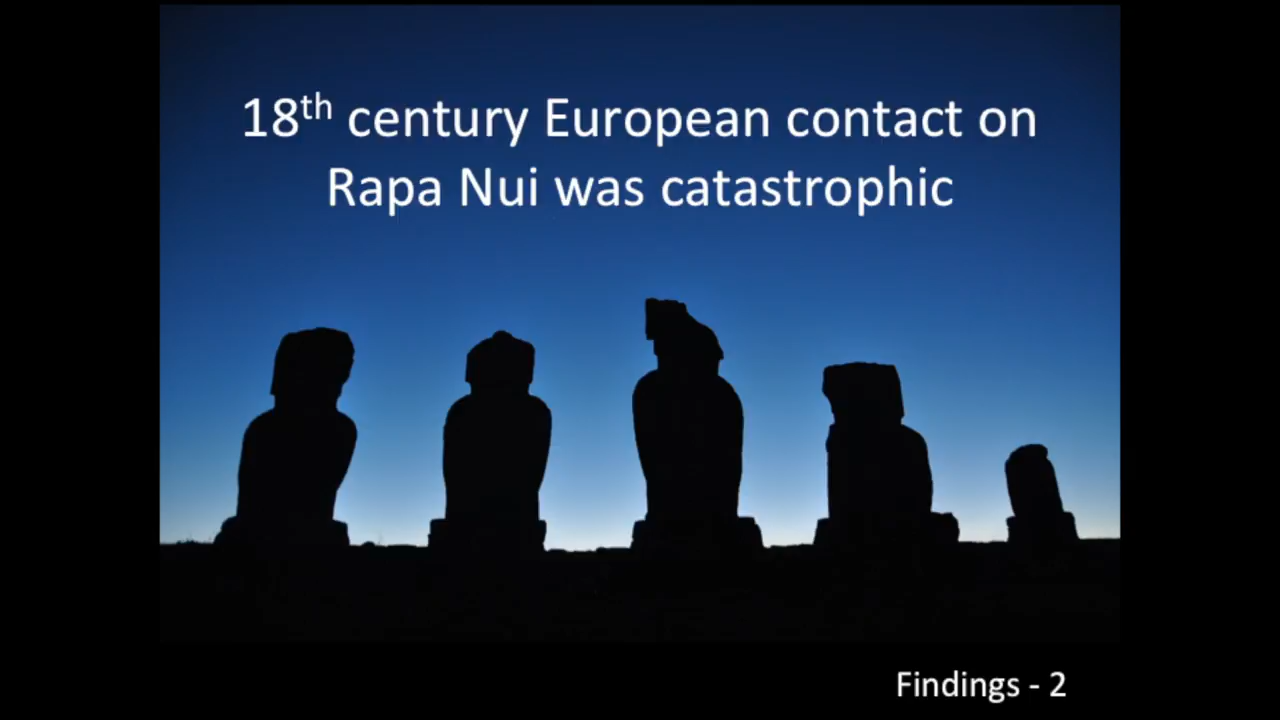 18th century European contact on
Rapa Nui was catastrophic
Findings - 2